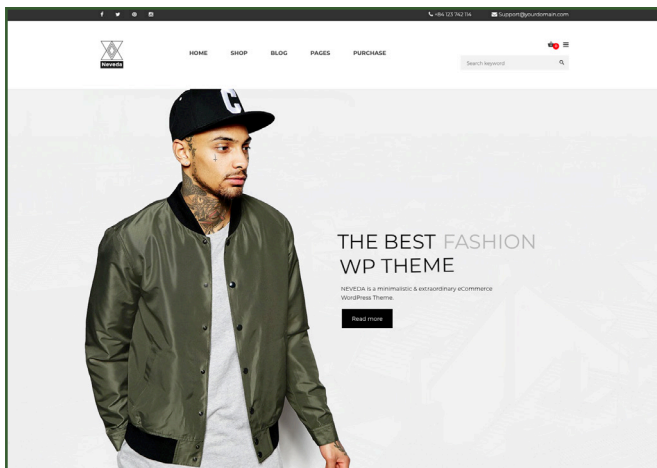 +84 123 742 114 Support@yourdomain.com
Neveda
HOME SHOP BLOG PAGES PURCHASE
Search keyword
C
THE BEST FASHION
WP THEME
NEVEDA is a minimalistic & extraordinary eCommerce
WordPress Theme.
Read more